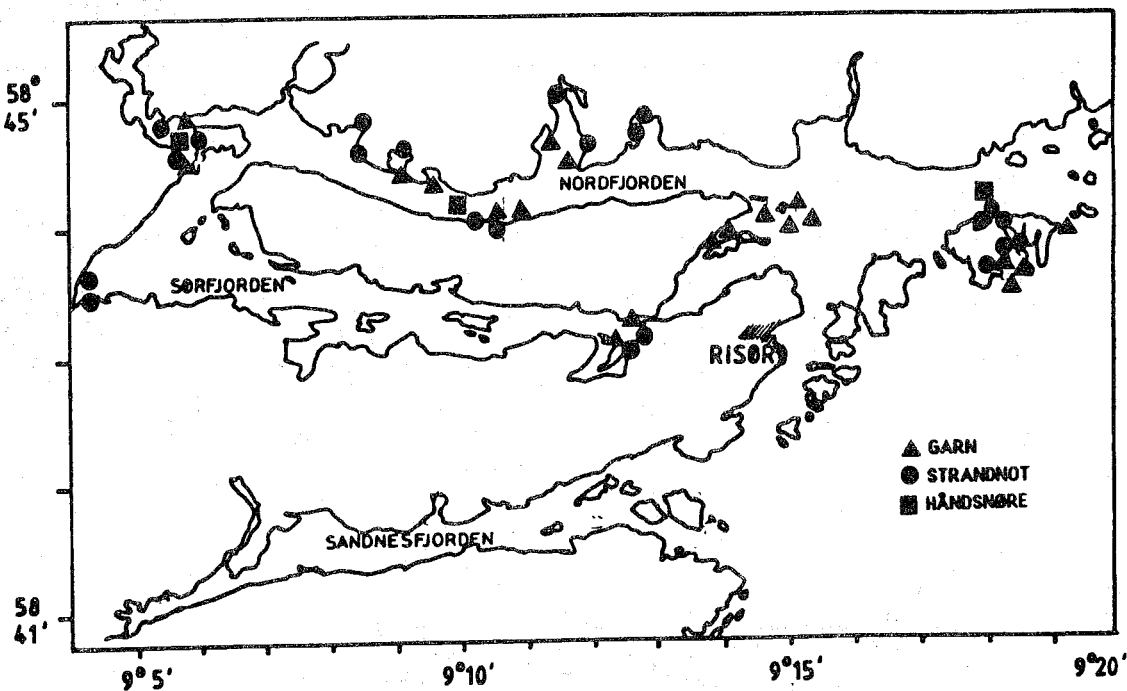 58°
45'
NORDFJORDEN
SØRFJORDEN
RISØR
GARN
STRANDNOT
HÅNDSNØRE
SANDNESFJORDEN
58
41'
9°5'
9°10'
9°15'
9°20'